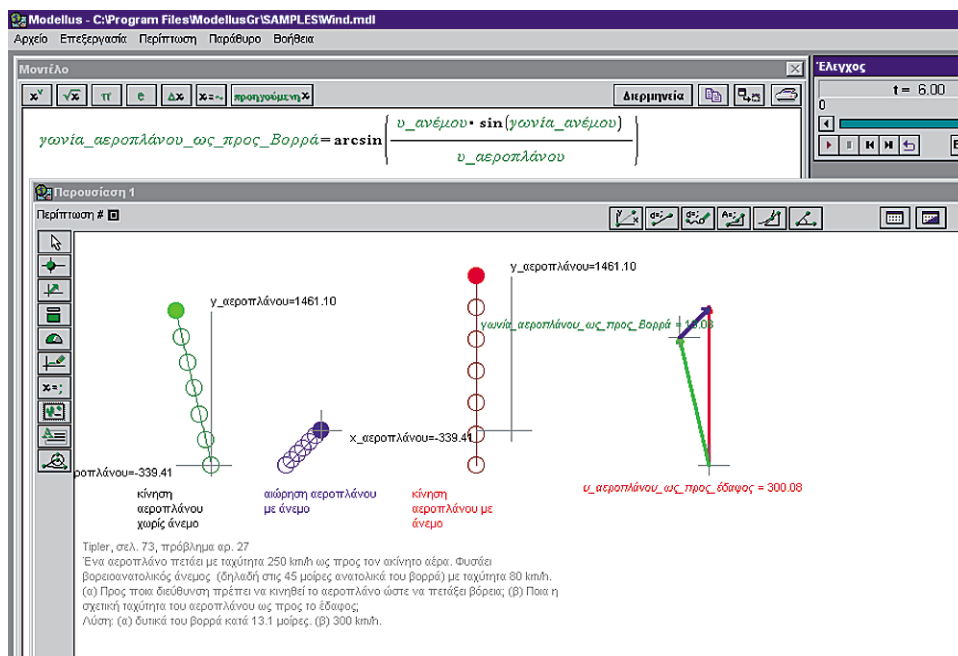 Modellus - C:\Program Files\ModellusGr\SAMPLES\Wind.mdl
Αρχείο Επεξεργασία Περίπτωση Παράθυρο Βοήθεια
Μοντέλο
Έλεγχος
t = 6.00
0
xʸ √x π e Δx x=~ προηγούμενη x
Διερμηνεία
γωνία_αεροπλάνου_ως_προς_Βορρά=arcsin(
υ_ανέμου• sin(γωνία_ανέμου)
υ_αεροπλάνου
)
Παρουσίαση 1
Περίπτωση #
y_αεροπλάνου=1461.10
y_αεροπλάνου=1461.10
γωνία_αεροπλάνου_ως_προς_Βορρά =
x_αεροπλάνου=-339.41
ροπλάνου=-339.41
υ_αεροπλάνου_ως_προς_έδαφος = 300.08
κίνηση
αεροπλάνου
χωρίς άνεμο
αιώρηση αεροπλάνου
με άνεμο
κίνηση
αεροπλάνου με
άνεμο
Tipler, σελ. 73, πρόβλημα αρ. 27
Ένα αεροπλάνο πετάει με ταχύτητα 250 km/h ως προς τον ακίνητο αέρα. Φυσάει
βορειοανατολικός άνεμος (δηλαδή στις 45 μοίρες ανατολικά του βορρά) με ταχύτητα 80 km/h.
(α) Προς ποια διεύθυνση πρέπει να κινηθεί το αεροπλάνο ώστε να πετάξει βόρεια; (β) Ποια η
σχετική ταχύτητα του αεροπλάνου ως προς το έδαφος;
Λύση: (α) δυτικά του βορρά κατά 13.1 μοίρες. (β) 300 km/h.